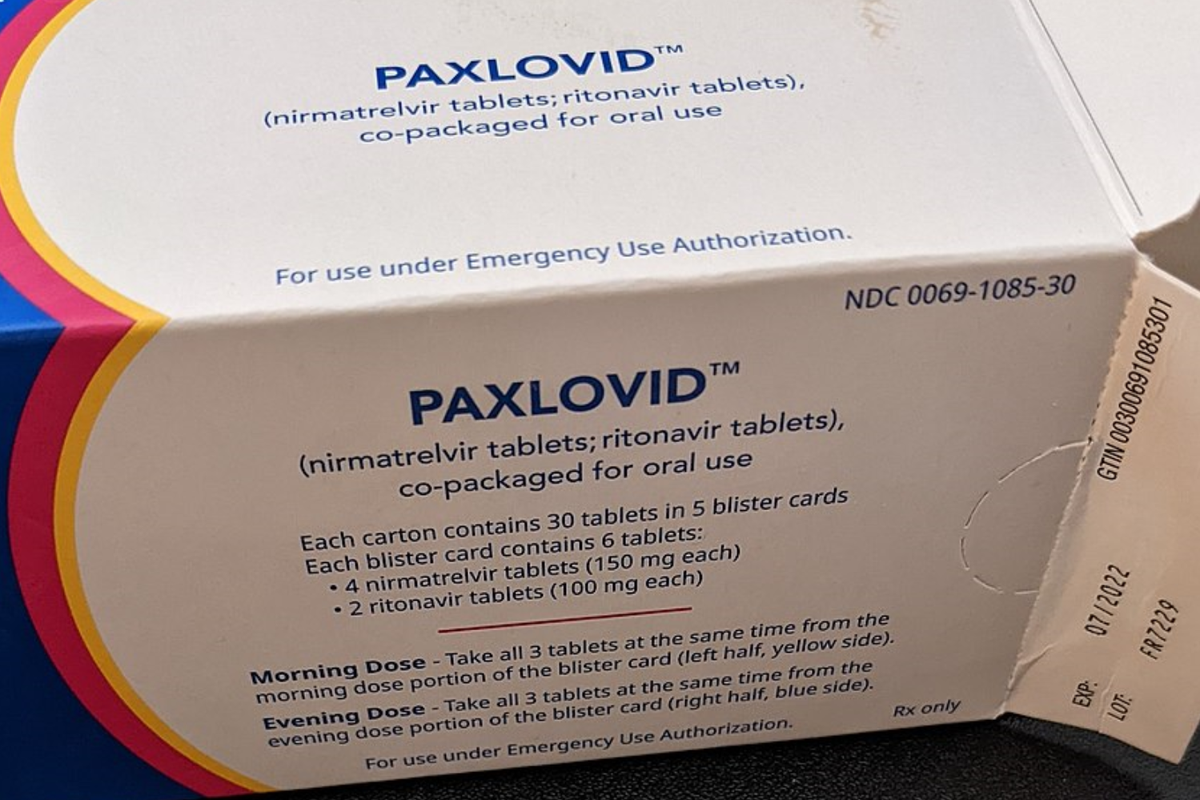 PAXLOVID™
(nirmatrelvir tablets; ritonavir tablets),
co-packaged for oral use
For use under Emergency Use Authorization.
NDC 0069-1085-30
PAXLOVID™
(nirmatrelvir tablets; ritonavir tablets),
co-packaged for oral use
Each carton contains 30 tablets in 5 blister cards
Each blister card contains 6 tablets:
• 4 nirmatrelvir tablets (150 mg each)
• 2 ritonavir tablets (100 mg each)
Morning Dose - Take all 3 tablets at the same time from the
morning dose portion of the blister card (left half, yellow side).
Evening Dose - Take all 3 tablets at the same time from the
evening dose portion of the blister card (right half, blue side).
For use under Emergency Use Authorization.
Rx only
GTIN 00300691085301
EXP: 07/2022
LOT: FR7229